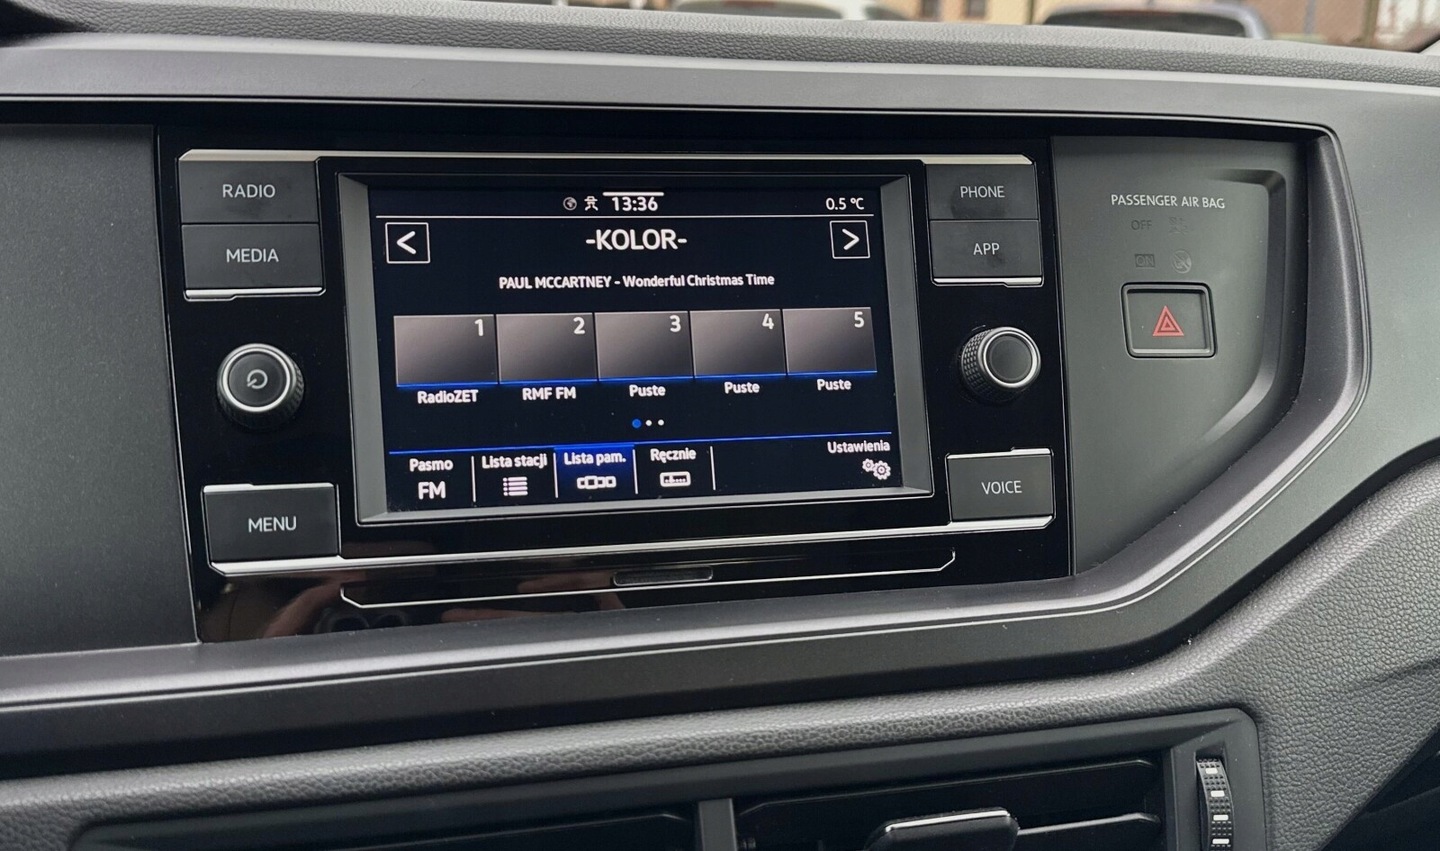 RADIO
MEDIA
MENU
13:36
0.5 °C
<
-KOLOR-
>
PAUL MCCARTNEY - Wonderful Christmas Time
1
2
3
4
5
RadioZET
RMF FM
Puste
Puste
Puste
Pasmo
FM
Lista stacji
Lista pam.
Ręcznie
Ustawienia
PHONE
APP
VOICE
PASSENGER AIR BAG
OFF
ON